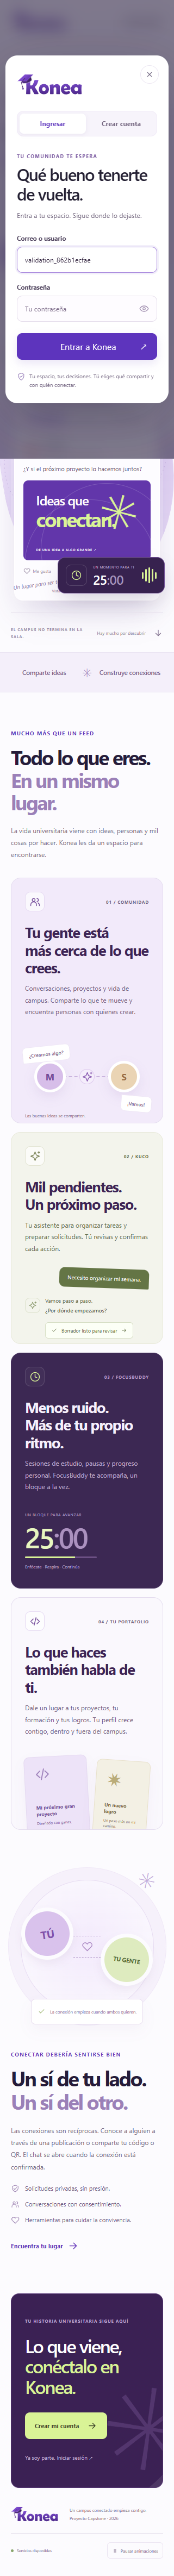 Konea
Ingresar
Crear cuenta
TU COMUNIDAD TE ESPERA
Qué bueno tenerte
de vuelta.
Entra a tu espacio. Sigue donde lo dejaste.
Correo o usuario
validation_862b1ecfae
Contraseña
Tu contraseña
Entrar a Konea ↗
Tu espacio, tus decisiones. Tú eliges qué compartir y
con quién conectar.
¿Y si el próximo proyecto lo hacemos juntos?
Ideas que
conectan.
DE UNA IDEA A ALGO GRANDE
Me gusta
UN MOMENTO PARA TI
25:00
Un lugar para ser
EL CAMPUS NO TERMINA EN LA
SALA.
Hay mucho por descubrir
Comparte ideas
Construye conexiones
MUCHO MÁS QUE UN FEED
Todo lo que eres.
En un mismo
lugar.
La vida universitaria viene con ideas, personas y mil
cosas por hacer. Konea les da un espacio para
encontrarse.
01 / COMUNIDAD
Tu gente está
más cerca de lo que
crees.
Conversaciones, proyectos y vida de
campus. Comparte lo que te mueve y
encuentra personas con quienes crear.
¿Creamos algo?
M
S
¡Vamos!
Las buenas ideas se comparten
02 / KUCO
Mil pendientes.
Un próximo paso.
Tu asistente para organizar tareas y
preparar solicitudes. Tú revisas y confirmas
cada acción.
Necesito organizar mi semana.
Vamos paso a paso.
¿Por dónde empezamos?
Borrador listo para revisar
03 / FOCUSBUDDY
Menos ruido.
Más de tu propio
ritmo.
Sesiones de estudio, pausas y progreso
personal. FocusBuddy te acompaña, un
bloque a la vez.
UN BLOQUE PARA AVANZAR
25:00
Enfócate · Respira · Continúa
04 / TU PORTAFOLIO
Lo que haces
también habla de
ti.
Dale un lugar a tus proyectos, tu
formación y tus logros. Tu perfil crece
contigo, dentro y fuera del campus.
Mi próximo gran
proyecto
Diseñado con ganas.
Un nuevo
logro
Un paso más en su
camino.
TÚ
TU GENTE
La conexión empieza cuando ambos quieren
CONECTAR DEBERÍA SENTIRSE BIEN
Un sí de tu lado.
Un sí del otro.
Las conexiones son recíprocas. Conoce a alguien a
través de una publicación o comparte tu código o
QR. El chat se abre cuando la conexión está
confirmada.
Solicitudes privadas, sin presión.
Conversaciones con consentimiento.
Herramientas para cuidar la convivencia.
Encuentra tu lugar
TU HISTORIA UNIVERSITARIA SIGUE AQUÍ
Lo que viene,
conéctalo en
Konea.
Crear mi cuenta
Ya soy parte. Iniciar sesión ↗
Konea
Un campus conectado empieza contigo.
Proyecto Capstone · 2026
Servicios disponibles
Pausar animaciones